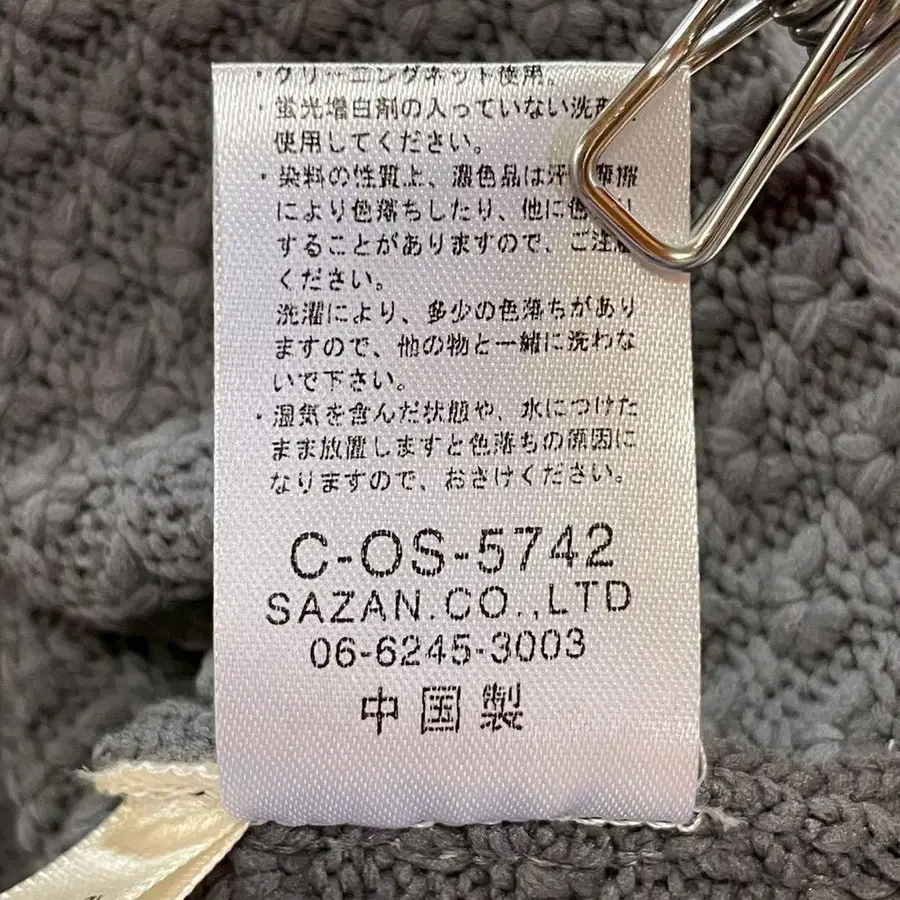 ・クリーニングネット使用。
・蛍光増白剤の入っていない洗剤
使用してください。
・染料の性質上、濃色品は汗 摩擦
により色落ちしたり、他に色
することがありますので、ご注意
ください。
洗濯により、多少の色落ちがあり
ますので、他の物と一緒に洗わな
いで下さい。
・湿気を含んだ状態や、水につけた
まま放置しますと色落ちの原因に
なりますので、おさけください。
C-OS-5742
SAZAN.CO.,LTD
06-6245-3003
中国製